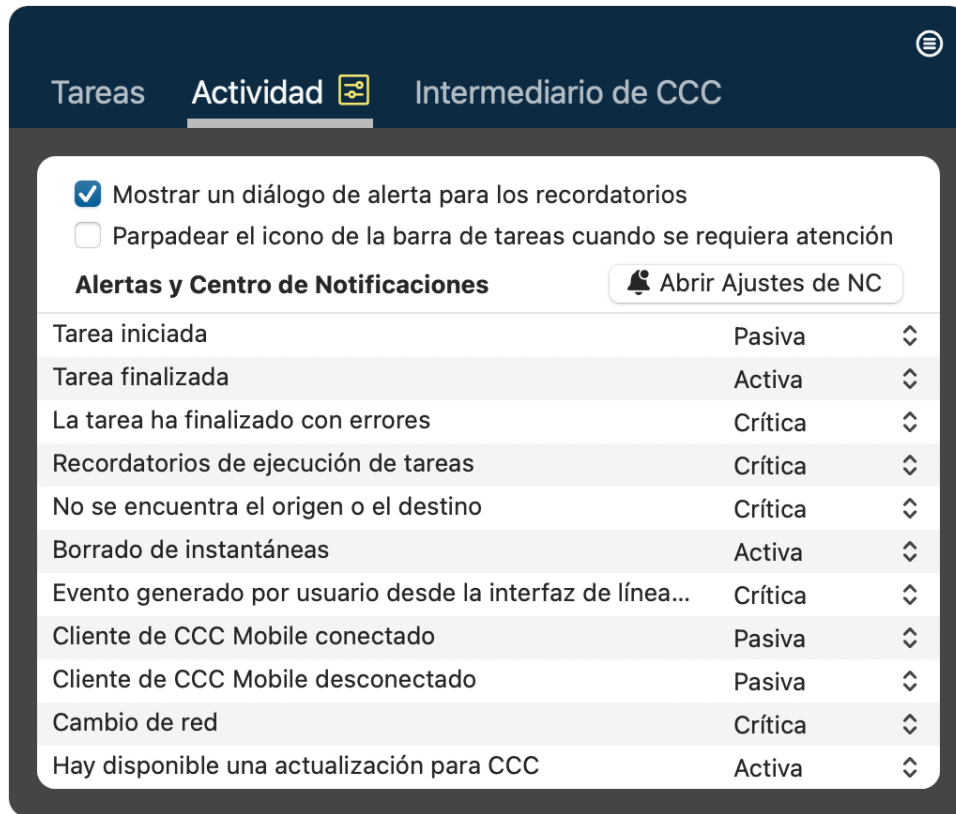 Tareas Actividad Intermediario de CCC
Mostrar un diálogo de alerta para los recordatorios
Parpadear el icono de la barra de tareas cuando se requiera atención
Alertas y Centro de Notificaciones Abrir Ajustes de NC
Tarea iniciada Pasiva
Tarea finalizada Activa
La tarea ha finalizado con errores Crítica
Recordatorios de ejecución de tareas Crítica
No se encuentra el origen o el destino Crítica
Borrado de instantáneas Activa
Evento generado por usuario desde la interfaz de línea... Crítica
Cliente de CCC Mobile conectado Pasiva
Cliente de CCC Mobile desconectado Pasiva
Cambio de red Crítica
Hay disponible una actualización para CCC Activa